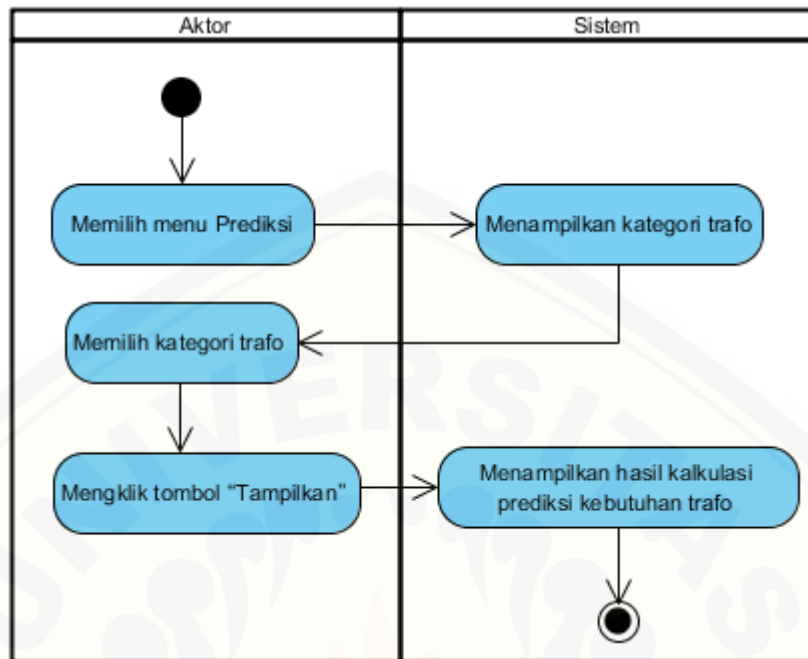 Aktor
Sistem
Memilih menu Prediksi
Menampilkan kategori trafo
Memilih kategori trafo
Mengklik tombol “Tampilkan”
Menampilkan hasil kalkulasi
prediksi kebutuhan trafo
UNIVERSITAS